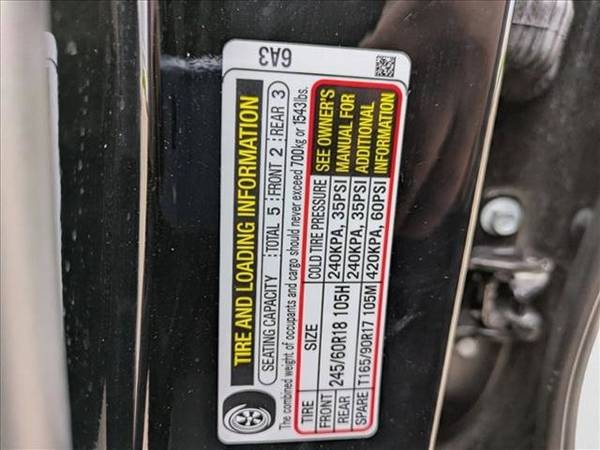 6A3
TIRE AND LOADING INFORMATION
SEATING CAPACITY TOTAL 5 FRONT 2 REAR 3
The combined weight of occupants and cargo should never exceed 700kg or 1543lbs.
TIRE SIZE COLD TIRE PRESSURE
FRONT 245/60R18 105H 240KPA, 35PSI
REAR 240KPA, 35PSI
SPARE T165/90R17 105M 420KPA, 60PSI
SEE OWNER'S
MANUAL FOR
ADDITIONAL
INFORMATION